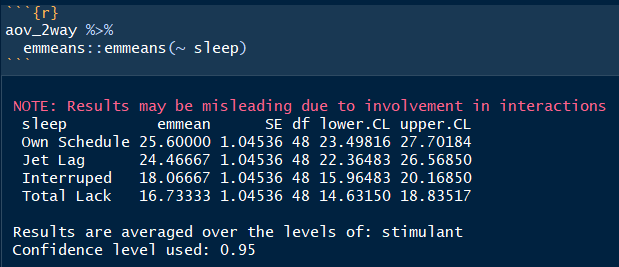 ```{r}
aov_2way %>%
  emmeans::emmeans(~ sleep)
```
NOTE: Results may be misleading due to involvement in interactions
sleep emmean SE df lower.CL upper.CL
Own Schedule 25.60000 1.04536 48 23.49816 27.70184
Jet Lag 24.46667 1.04536 48 22.36483 26.56850
Interruped 18.06667 1.04536 48 15.96483 20.16850
Total Lack 16.73333 1.04536 48 14.63150 18.83517
Results are averaged over the levels of: stimulant
Confidence level used: 0.95